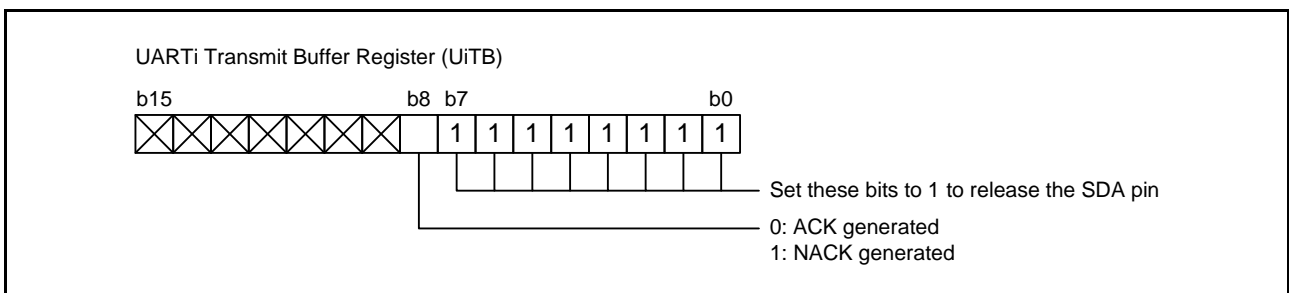 UARTi Transmit Buffer Register (UiTB)
b15 b8 b7 b0
1 1 1 1 1 1 1 1
Set these bits to 1 to release the SDA pin
0: ACK generated
1: NACK generated